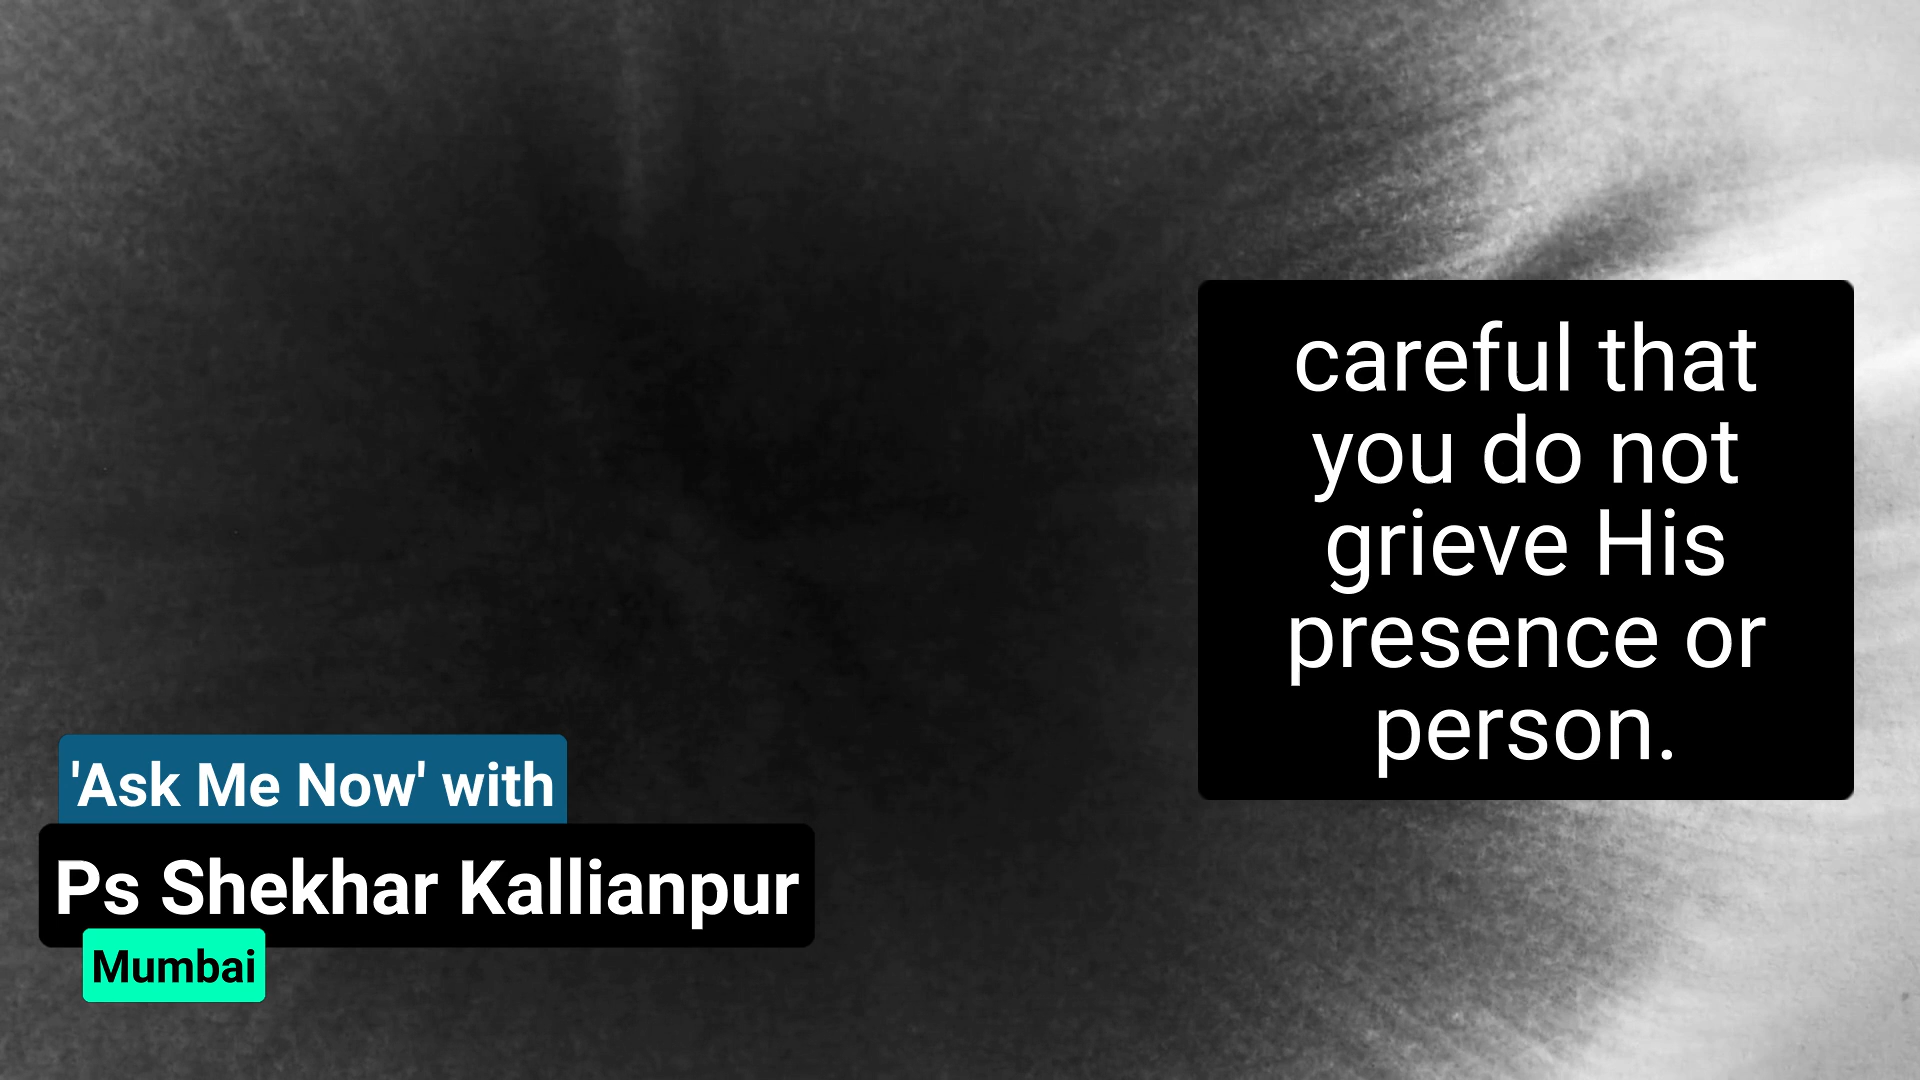 careful that
you do not
grieve His
presence or
person.
'Ask Me Now' with
Ps Shekhar Kallianpur
Mumbai